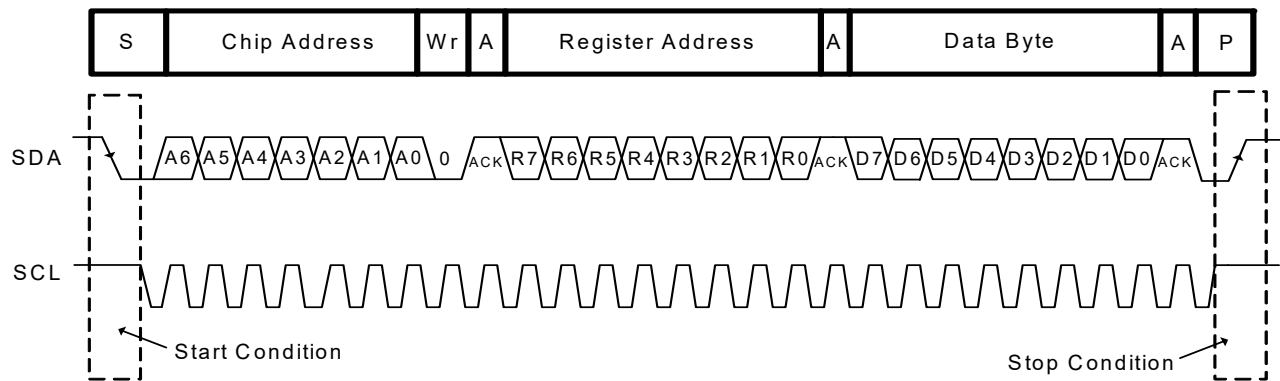 S Chip Address Wr A Register Address A Data Byte A P
SDA A6 A5 A4 A3 A2 A1 A0 0 ACK R7 R6 R5 R4 R3 R2 R1 R0 ACK D7 D6 D5 D4 D3 D2 D1 D0 ACK
SCL
Start Condition
Stop Condition